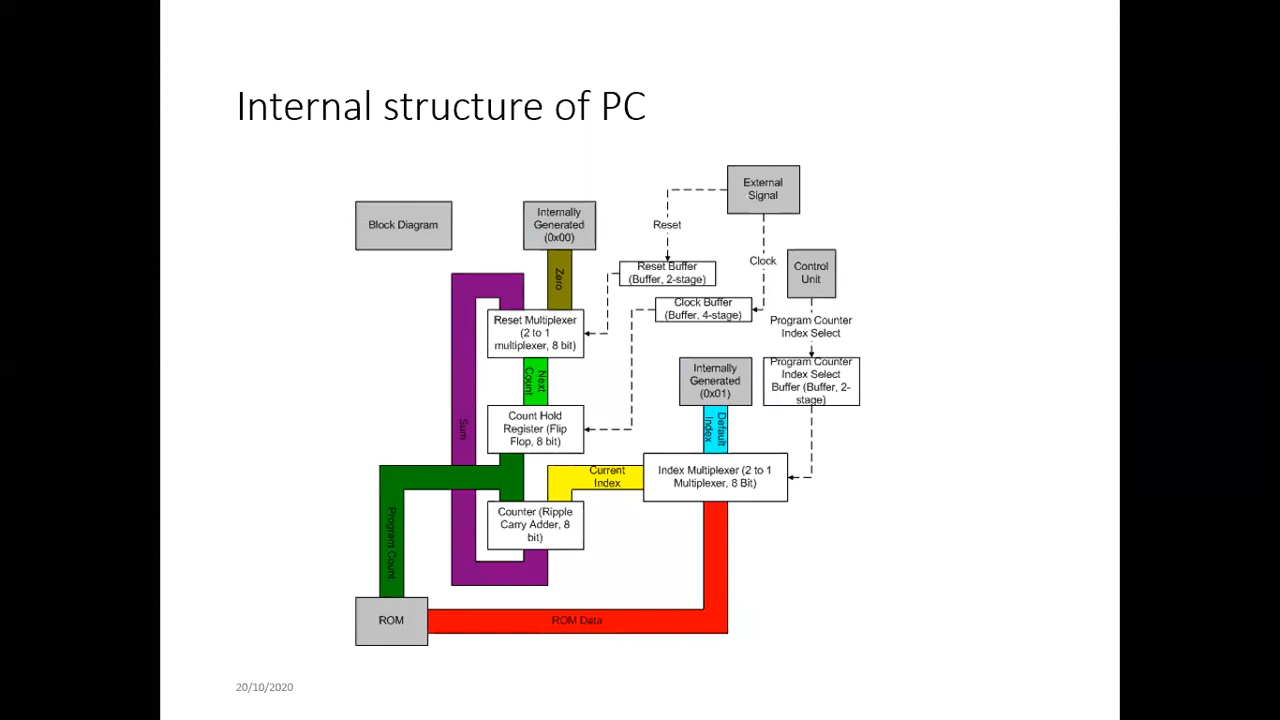 Internal structure of PC
External
Signal
Block Diagram
Internally
Generated
(0x00)
Reset
Clock
Control
Unit
Zero
Reset Buffer
(Buffer, 2-stage)
Clock Buffer
(Buffer, 4-stage)
Program Counter
Index Select
Reset Multiplexer
(2 to 1
multiplexer, 8 bit)
Next
Count
Internally
Generated
(0x01)
Program Counter
Index Select
Buffer (Buffer, 2-
stage)
Count Hold
Register (Flip
Flop, 8 bit)
Sum
Default
Index
Current
Index
Index Multiplexer (2 to 1
Multiplexer, 8 Bit)
Counter (Ripple
Carry Adder, 8
bit)
Program Count
ROM
ROM Data
20/10/2020